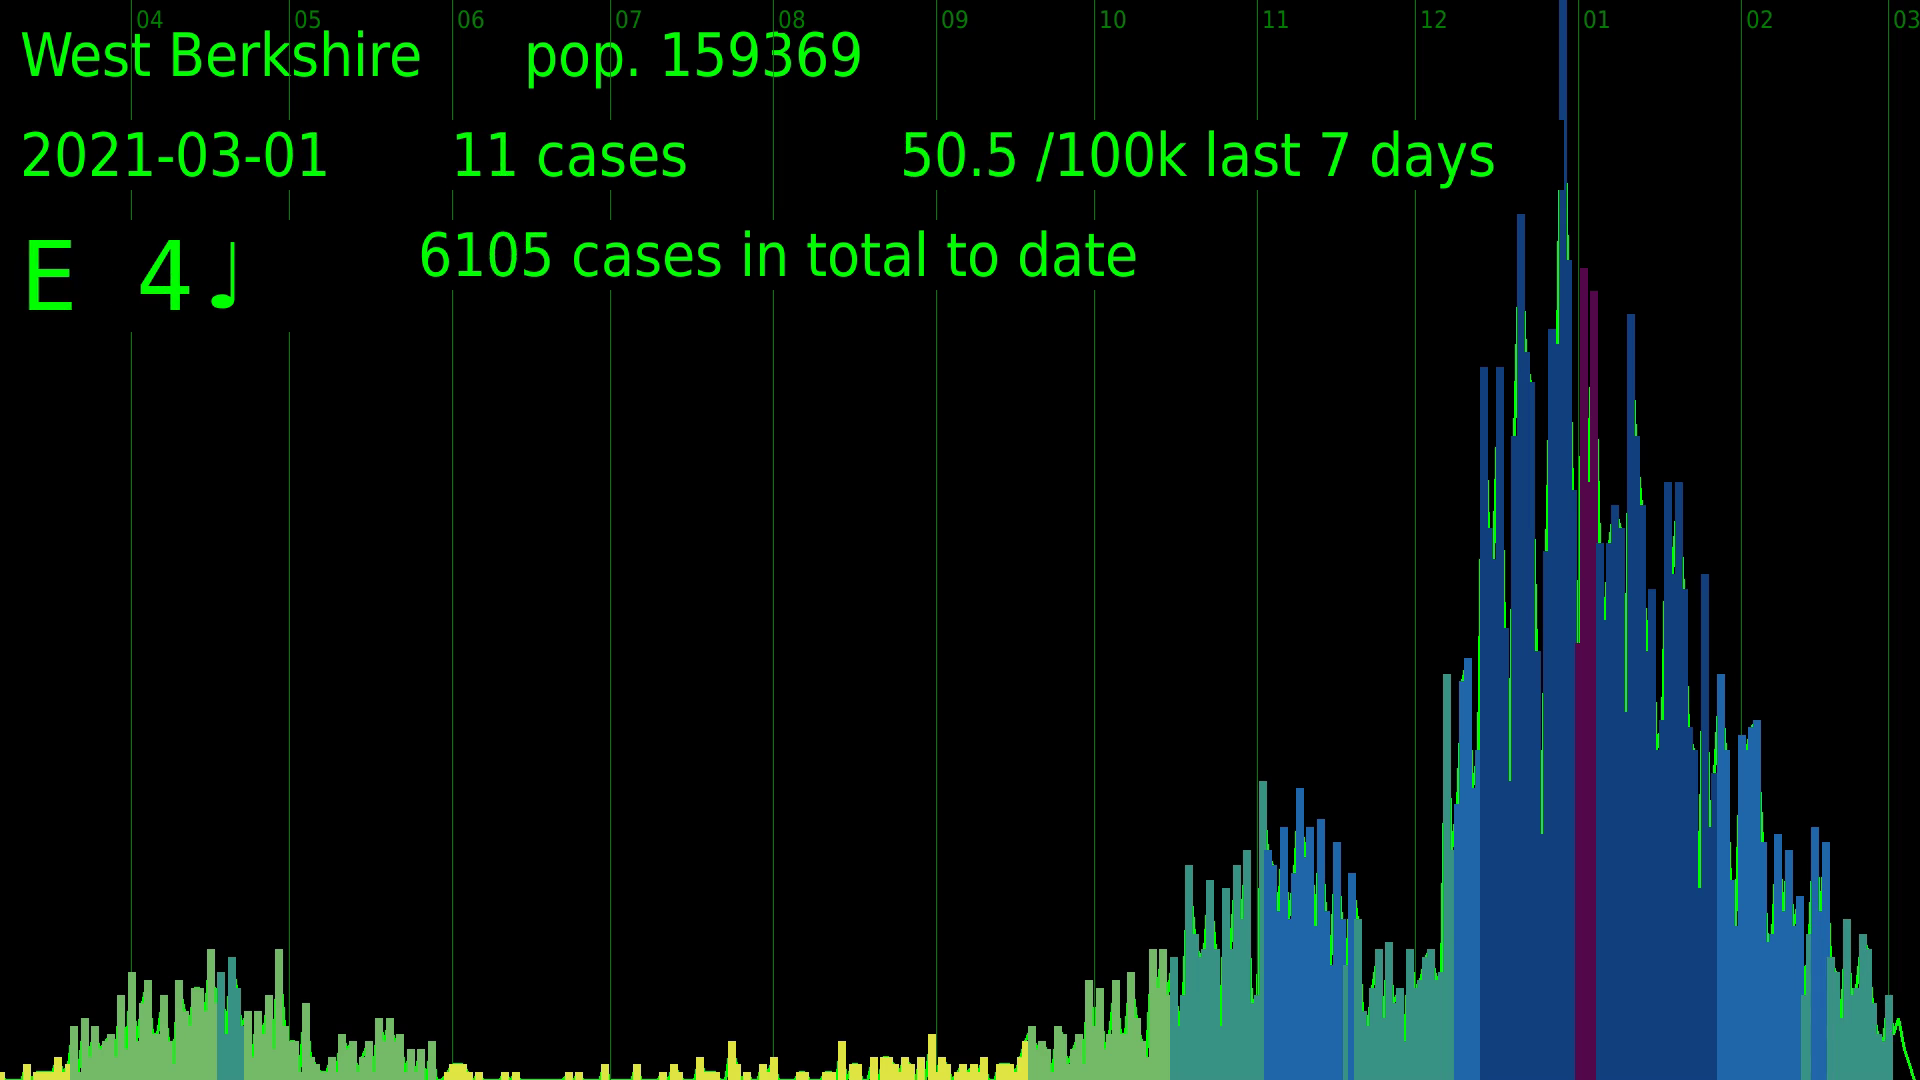 04 05 06 07 08 09 10 11 12 01 02 03
West Berkshire pop. 159369
2021-03-01 11 cases 50.5 /100k last 7 days
E 4♩ 6105 cases in total to date